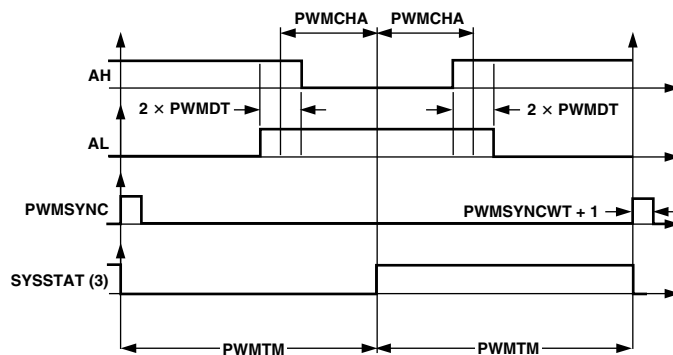 PWMCHA PWMCHA
AH
2 × PWMDT 2 × PWMDT
AL
PWMSYNC PWMSYNCWT + 1
SYSSTAT (3)
PWMTM PWMTM